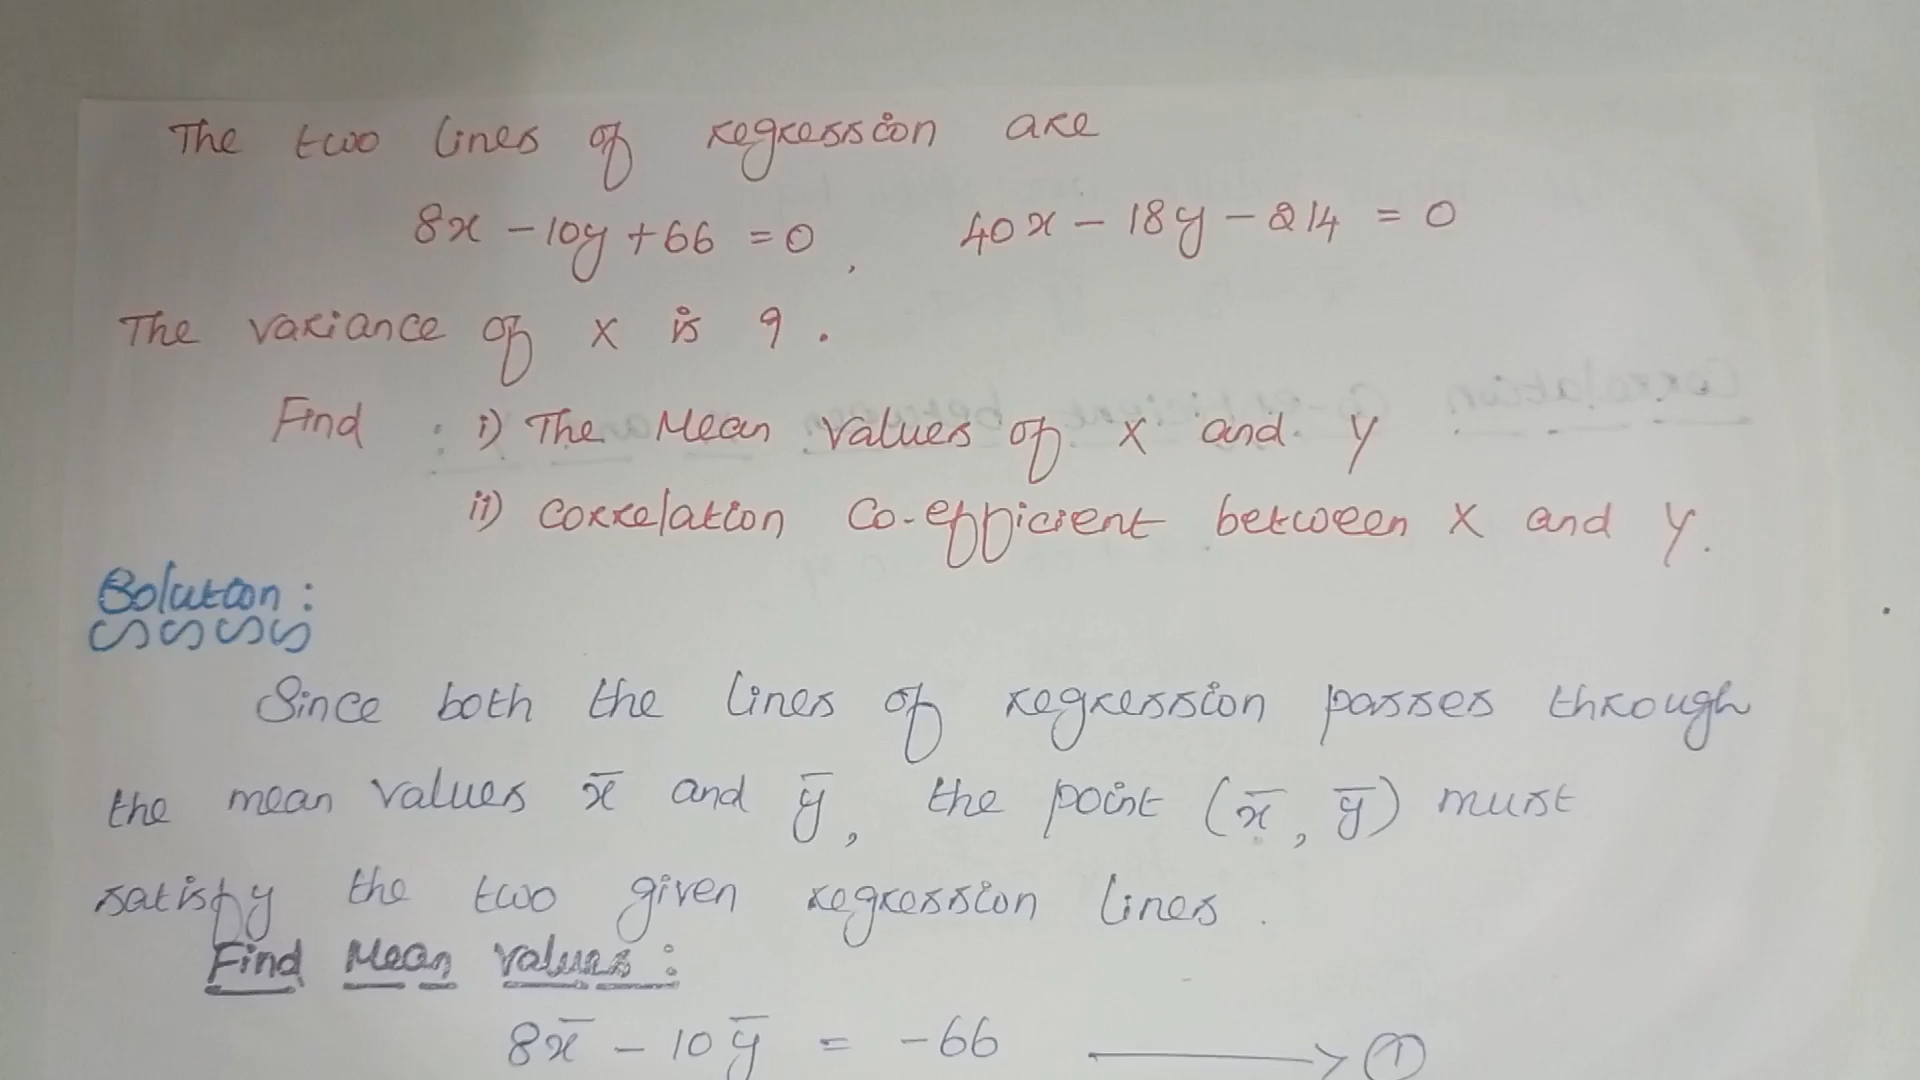 The two lines of regression are
8x - 10y + 66 = 0, 40x - 18y - 214 = 0
The variance of x is 9.
Find : i) The Mean values of x and y
ii) correlation co-efficient between x and y.
Solution:
Since both the lines of regression passes through
the mean values x̄ and ȳ, the point (x̄, ȳ) must
satisfy the two given regression lines.
Find Mean values:
8x̄ - 10ȳ = -66 ⟶ ①